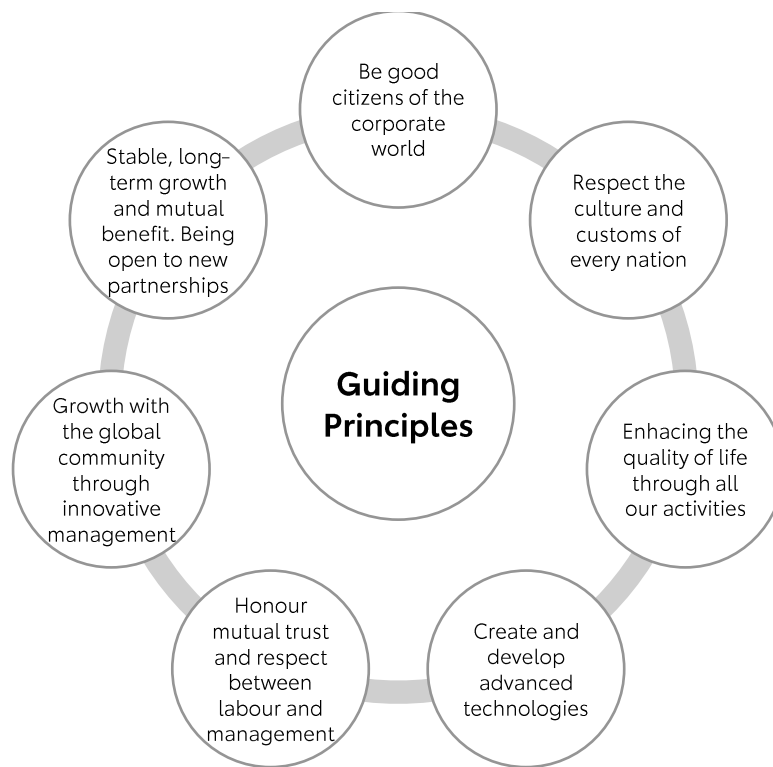 Be good
citizens of the
corporate
world
Respect the
culture and
customs of
every nation
Enhacing the
quality of life
through all
our activities
Create and
develop
advanced
technologies
Honour
mutual trust
and respect
between
labour and
management
Growth with
the global
community
through
innovative
management
Stable, long-
term growth
and mutual
benefit. Being
open to new
partnerships
Guiding
Principles